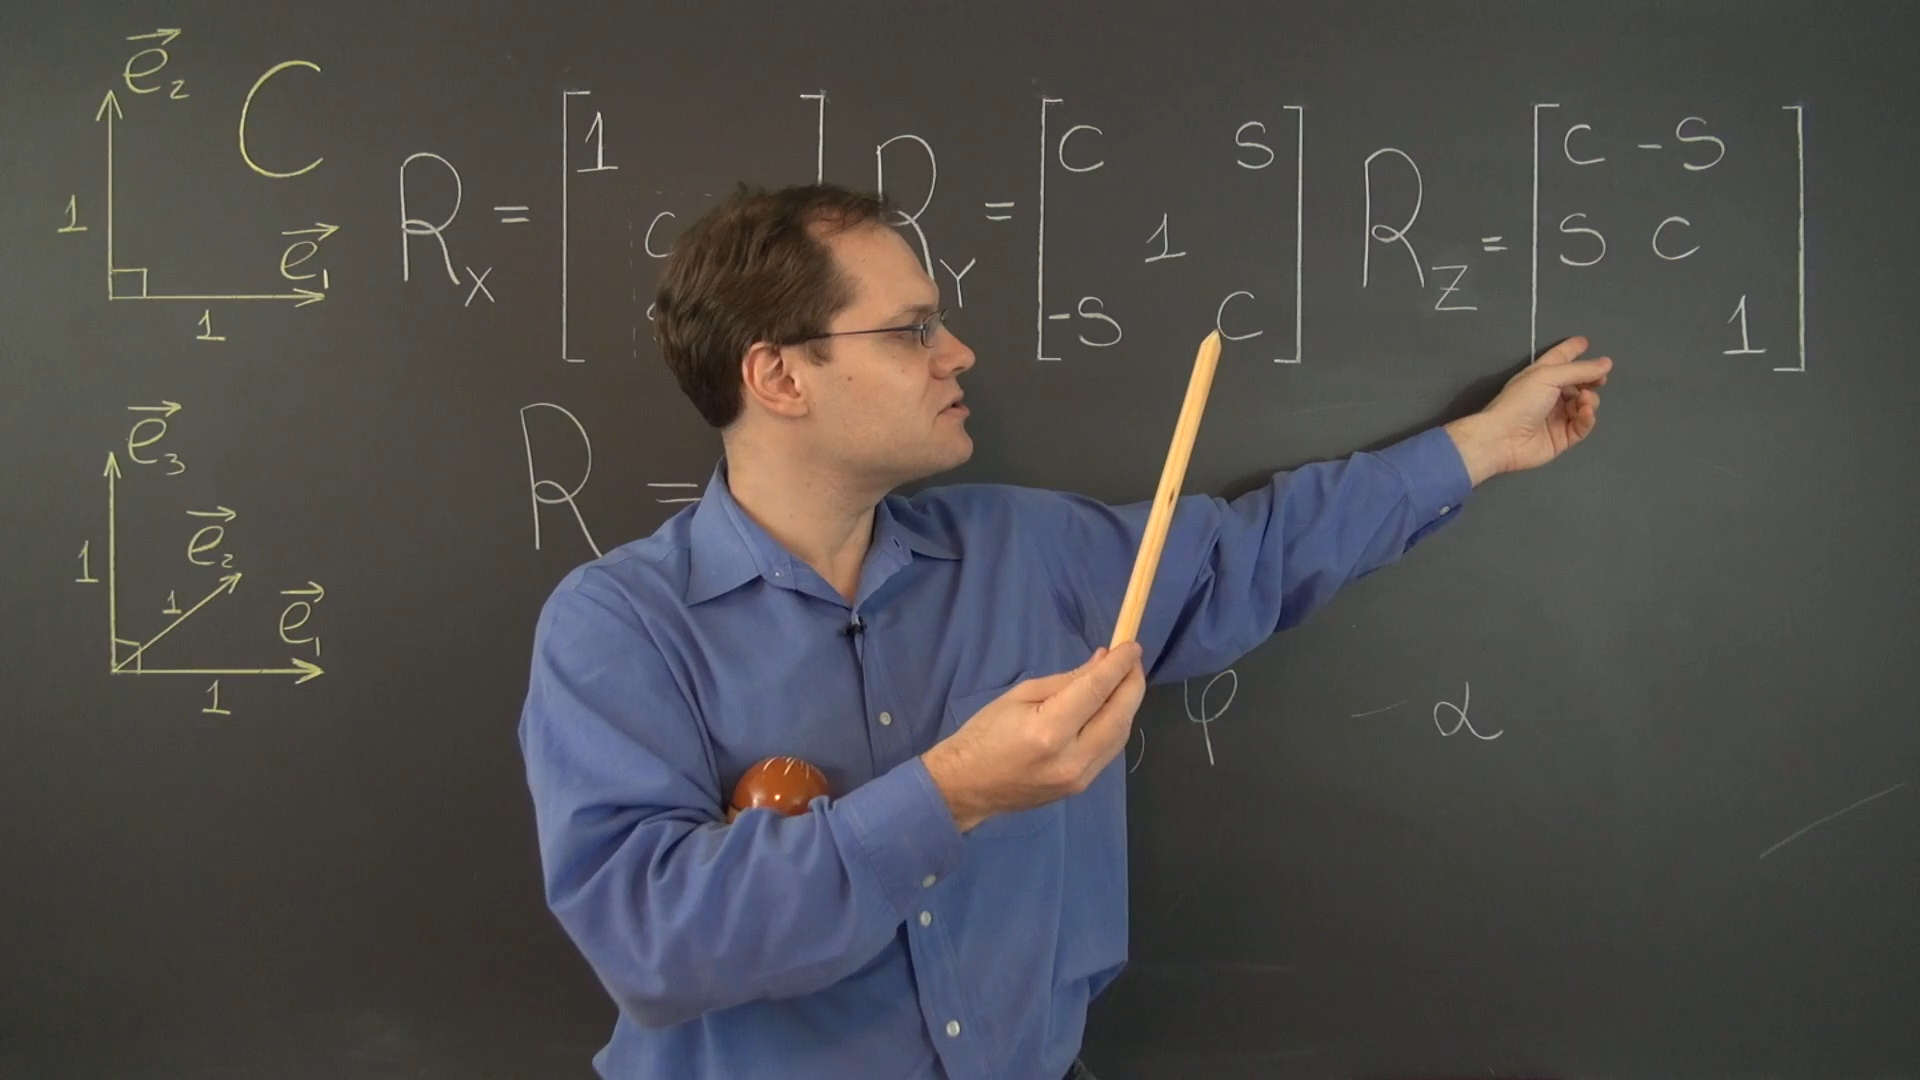 e⃗₂ C
1
e⃗₁
1
R_X = [ 1
C ]
R_Y = [ C S
1
-S C ]
R_Z = [ C -S
S C
1 ]
e⃗₃
1
e⃗₂
1
e⃗₁
1
R =
, φ - α